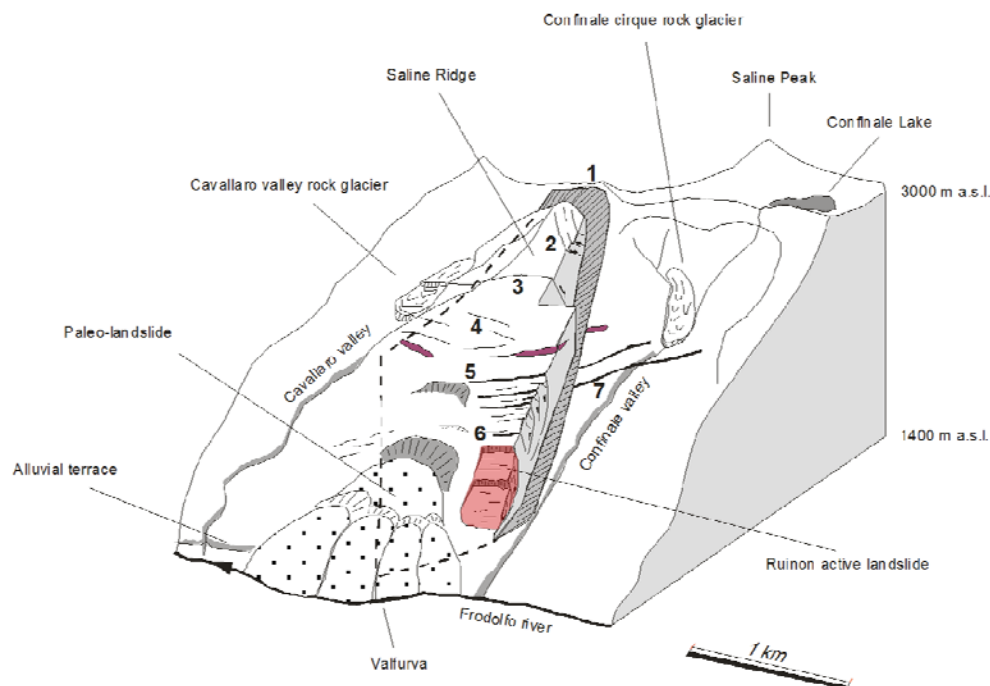 Confinale cirque rock glacier
Saline Ridge
Saline Peak
Confinale Lake
Cavallaro valley rock glacier
1
3000 m a.s.l.
2
3
Paleo-landslide
4
Cavallaro valley
5
7
Confinale valley
6
1400 m a.s.l.
Alluvial terrace
Ruinon active landslide
Frodolfo river
Valfurva
1 km